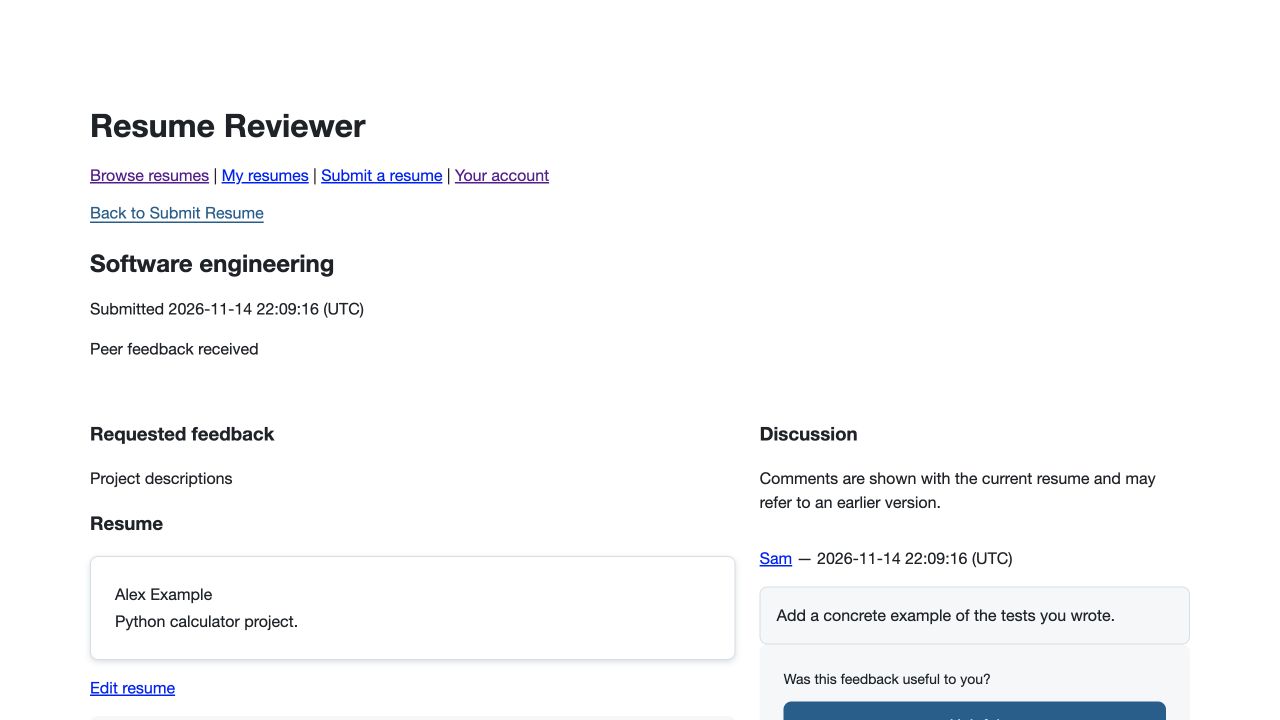 Resume Reviewer
Browse resumes | My resumes | Submit a resume | Your account
Back to Submit Resume
Software engineering
Submitted 2026-11-14 22:09:16 (UTC)
Peer feedback received
Requested feedback
Project descriptions
Resume
Alex Example
Python calculator project.
Edit resume
Discussion
Comments are shown with the current resume and may
refer to an earlier version.
Sam — 2026-11-14 22:09:16 (UTC)
Add a concrete example of the tests you wrote.
Was this feedback useful to you?